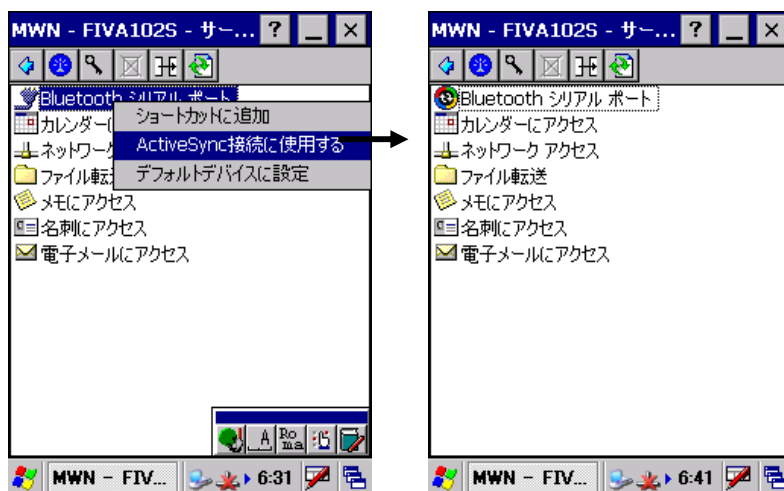 MWN - FIVA102S - サー... ?
Bluetooth シリアル ポート
カレンダーに
ネットワーク
ファイル転送
メモにアクセス
名刺にアクセス
電子メールにアクセス
ショートカットに追加
ActiveSync接続に使用する
デフォルトデバイスに設定
A Roma
MWN - FIV... 6:31
MWN - FIVA102S - サー... ?
Bluetooth シリアル ポート
カレンダーにアクセス
ネットワーク アクセス
ファイル転送
メモにアクセス
名刺にアクセス
電子メールにアクセス
MWN - FIV... 6:41